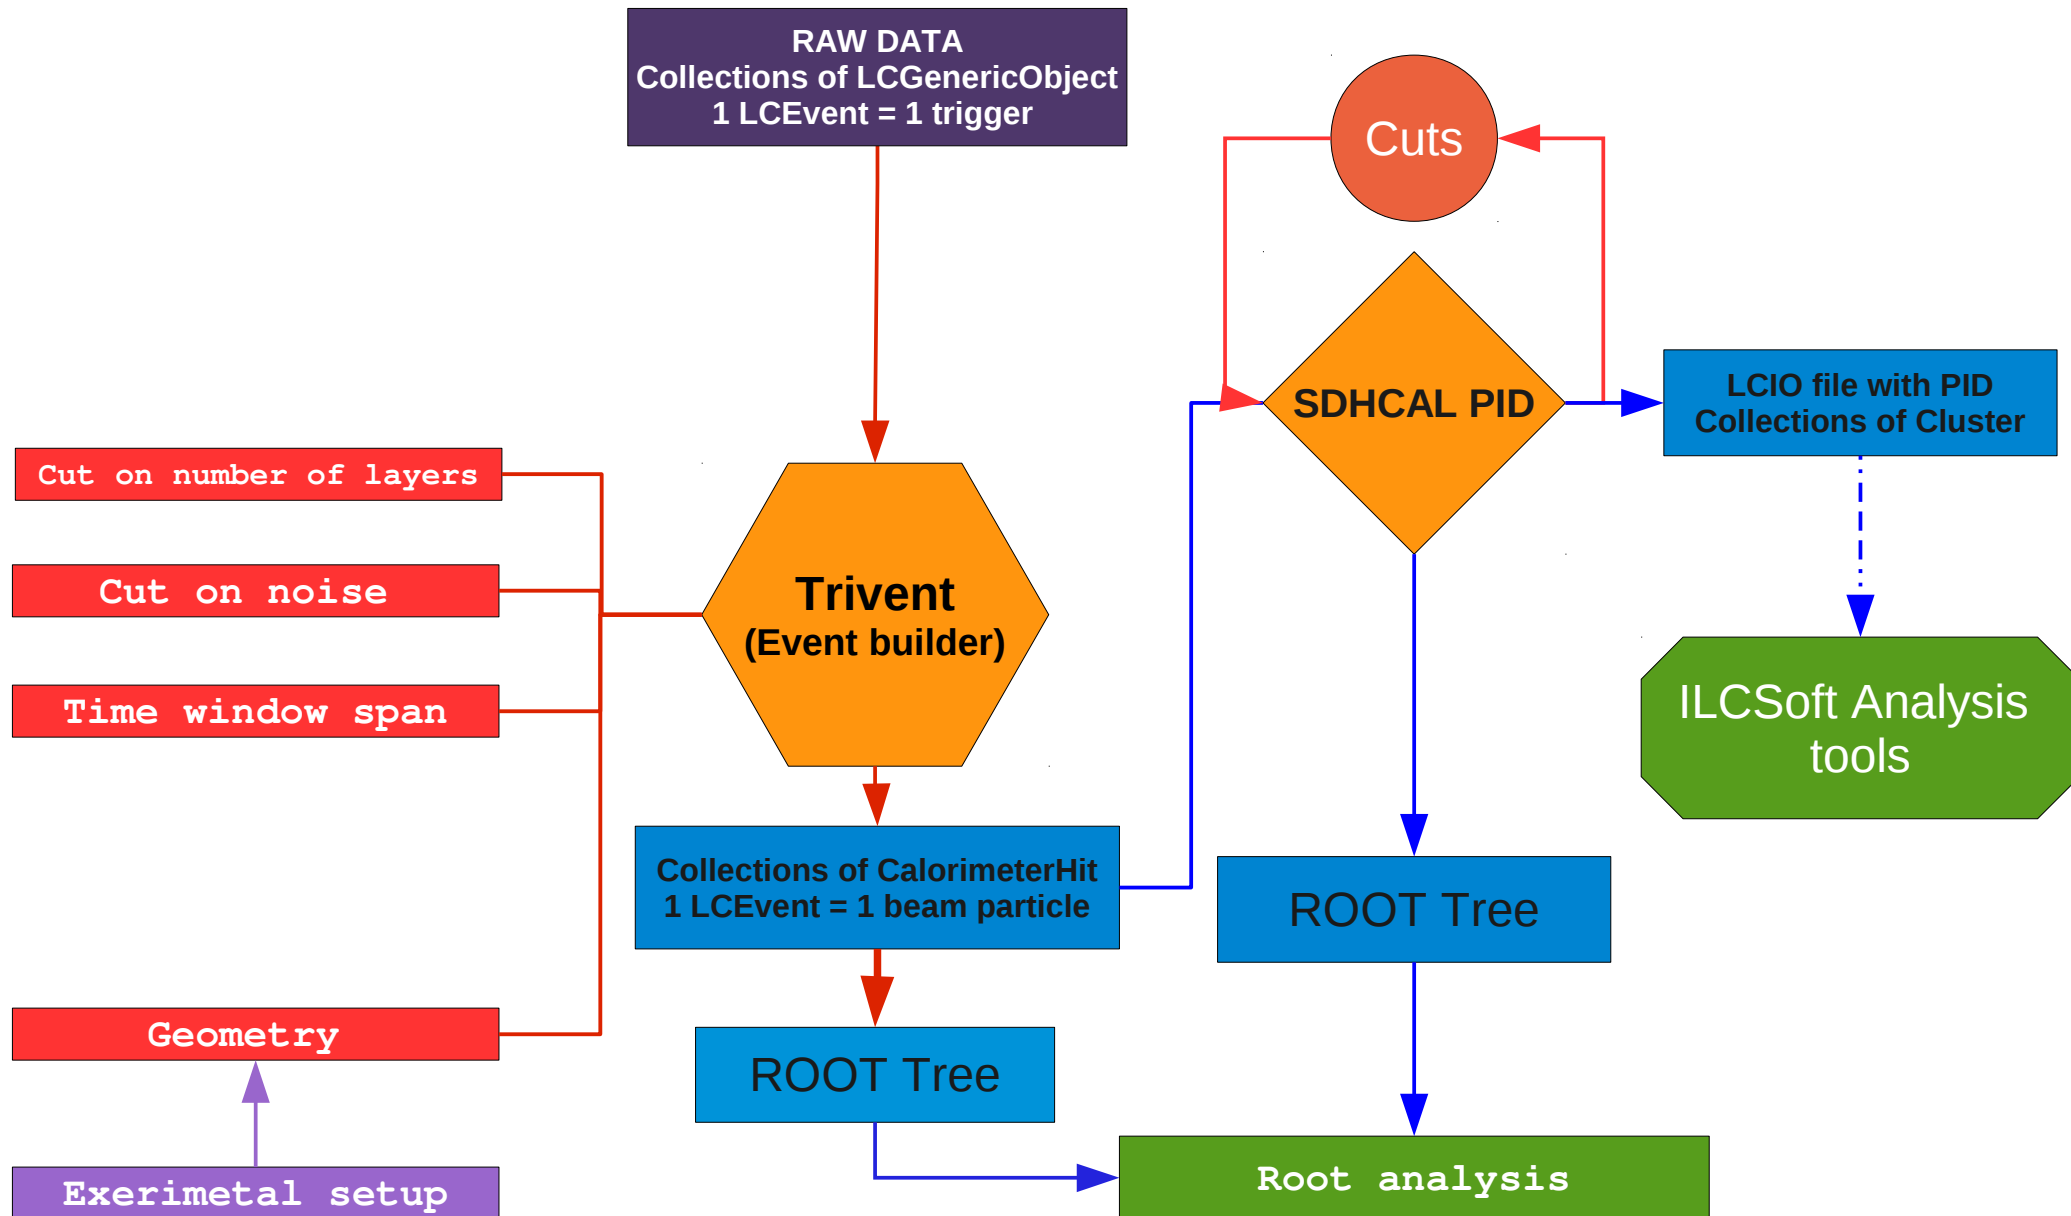 RAW DATA
Collections of LCGenericObject
1 LCEvent = 1 trigger
Cuts
SDHCAL PID
LCIO file with PID
Collections of Cluster
Cut on number of layers
Cut on noise
Time window span
Trivent
(Event builder)
ILCSoft Analysis
tools
Collections of CalorimeterHit
1 LCEvent = 1 beam particle
ROOT Tree
Geometry
ROOT Tree
Exerimetal setup
Root analysis